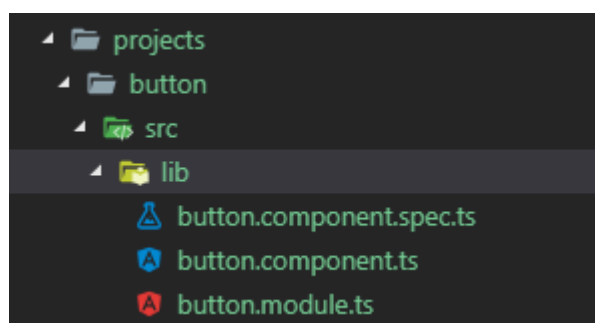 projects
button
src
lib
button.component.spec.ts
button.component.ts
button.module.ts